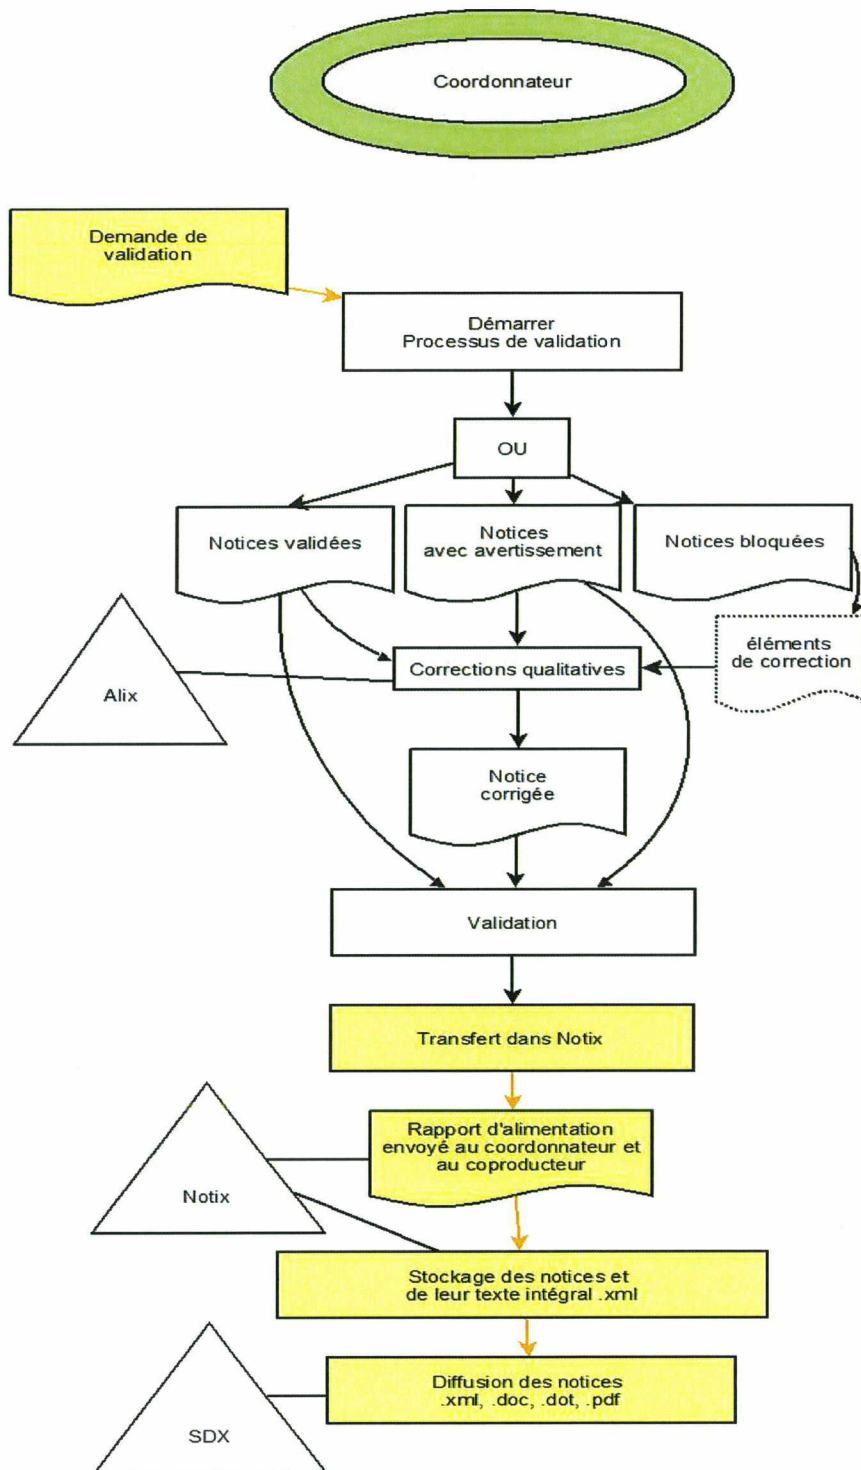 Coordonnateur
Demande de
validation
Démarrer
Processus de validation
OU
Notices validées
Notices
avec avertissement
Notices bloquées
éléments
de correction
Corrections qualitatives
Alix
Notice
corrigée
Validation
Transfert dans Notix
Rapport d'alimentation
envoyé au coordonnateur et
au coproducteur
Notix
Stockage des notices et
de leur texte intégral .xml
Diffusion des notices
.xml, .doc, .dot, .pdf
SDX